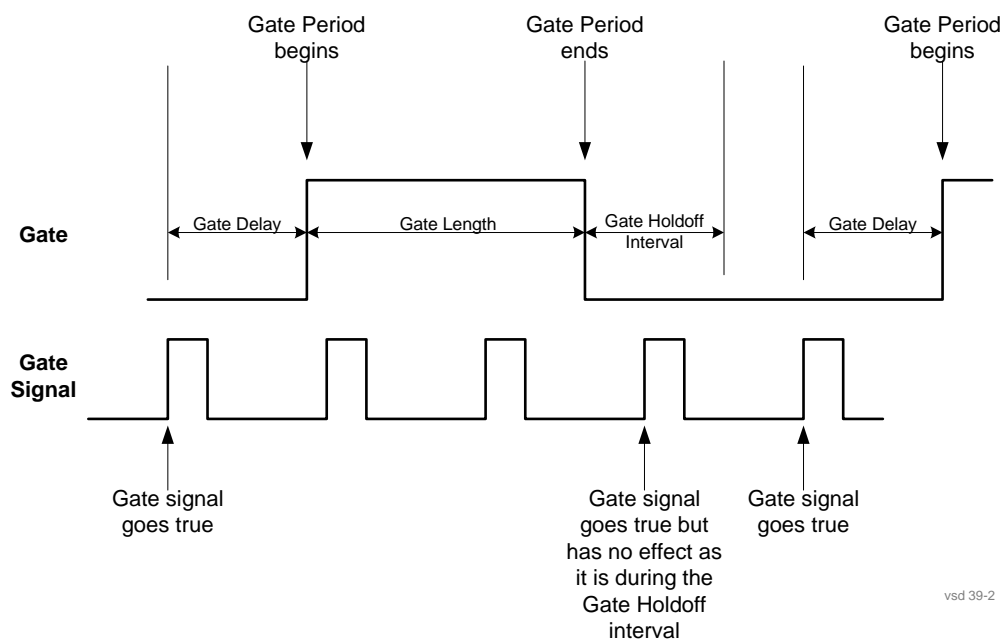 Gate Period
begins
Gate Period
ends
Gate Period
begins
Gate
Gate Delay
Gate Length
Gate Holdoff
Interval
Gate Delay
Gate
Signal
Gate signal
goes true
Gate signal
goes true but
has no effect as
it is during the
Gate Holdoff
interval
Gate signal
goes true
vsd 39-2